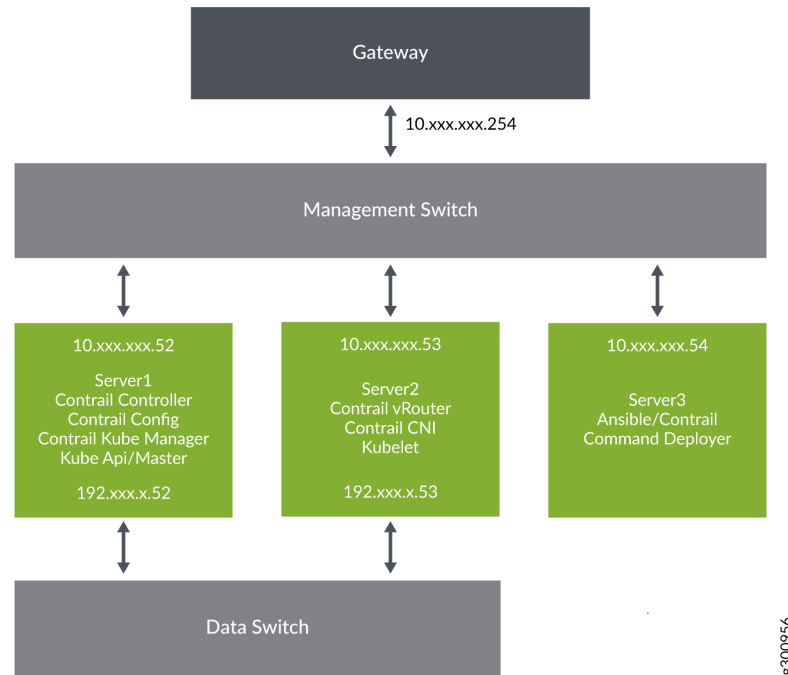 Gateway
10.xxx.xxx.254
Management Switch
10.xxx.xxx.52
Server1
Contrail Controller
Contrail Config
Contrail Kube Manager
Kube Api/Master
192.xxx.x.52
10.xxx.xxx.53
Server2
Contrail vRouter
Contrail CNI
Kubelet
192.xxx.x.53
10.xxx.xxx.54
Server3
Ansible/Contrail
Command Deployer
Data Switch
g300956